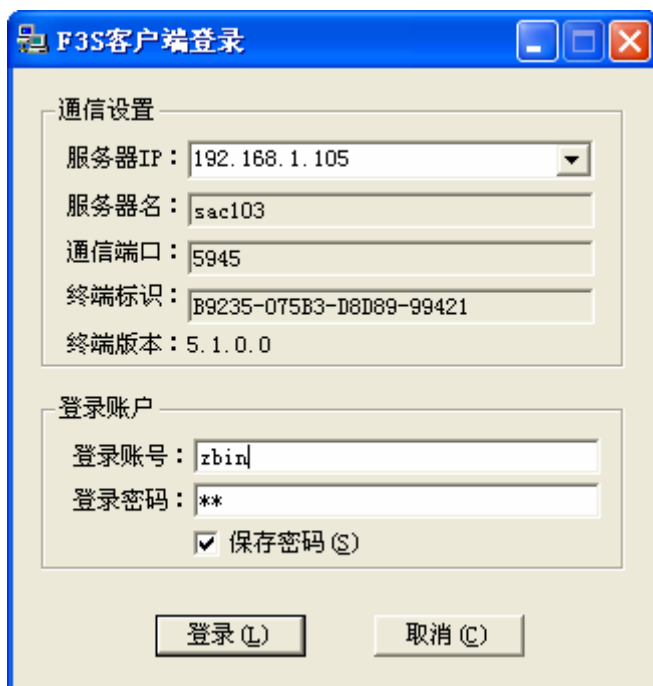 F3S客户端登录
通信设置
服务器IP：192.168.1.105
服务器名：sac103
通信端口：5945
终端标识：B9235-075B3-D8D89-99421
终端版本：5.1.0.0
登录账户
登录账号：zbin
登录密码：**
保存密码(S)
登录(L) 取消(C)